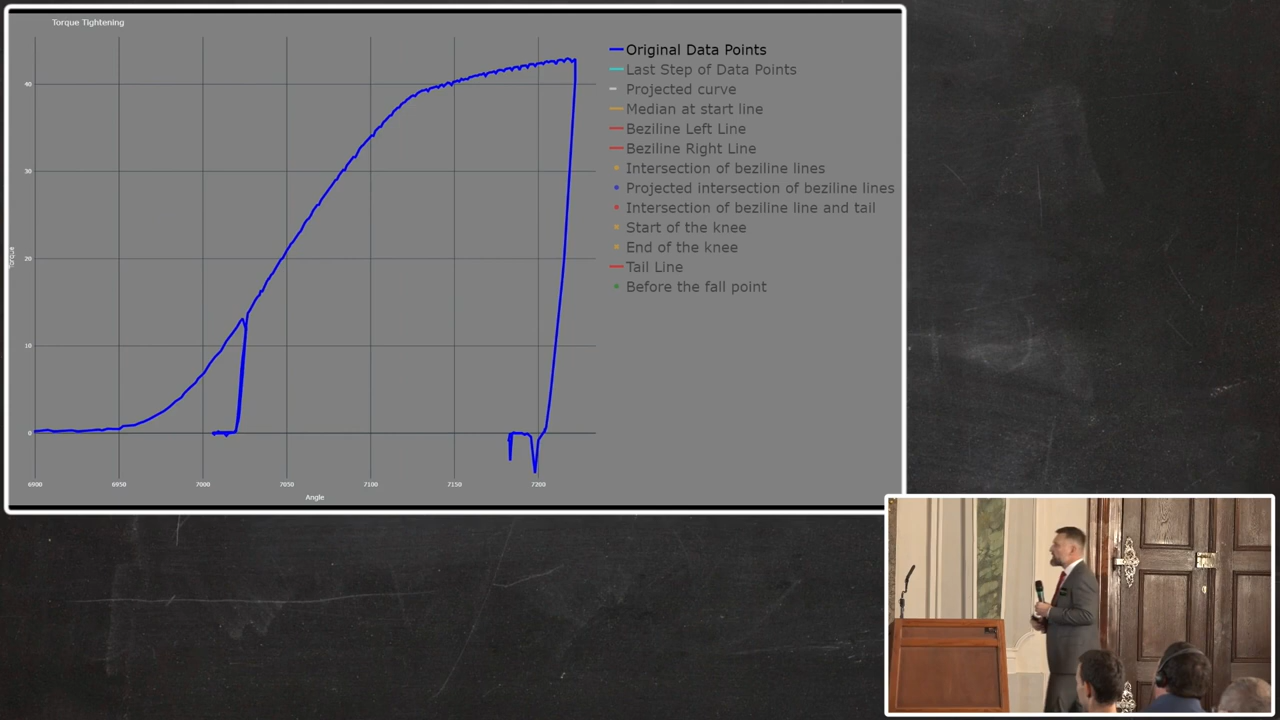 Torque Tightening
Original Data Points
Last Step of Data Points
Projected curve
Median at start line
Beziline Left Line
Beziline Right Line
Intersection of beziline lines
Projected intersection of beziline lines
Intersection of beziline line and tail
Start of the knee
End of the knee
Tail Line
Before the fall point
Torque
40
30
20
10
0
6900 6950 7000 7050 7100 7150 7200
Angle